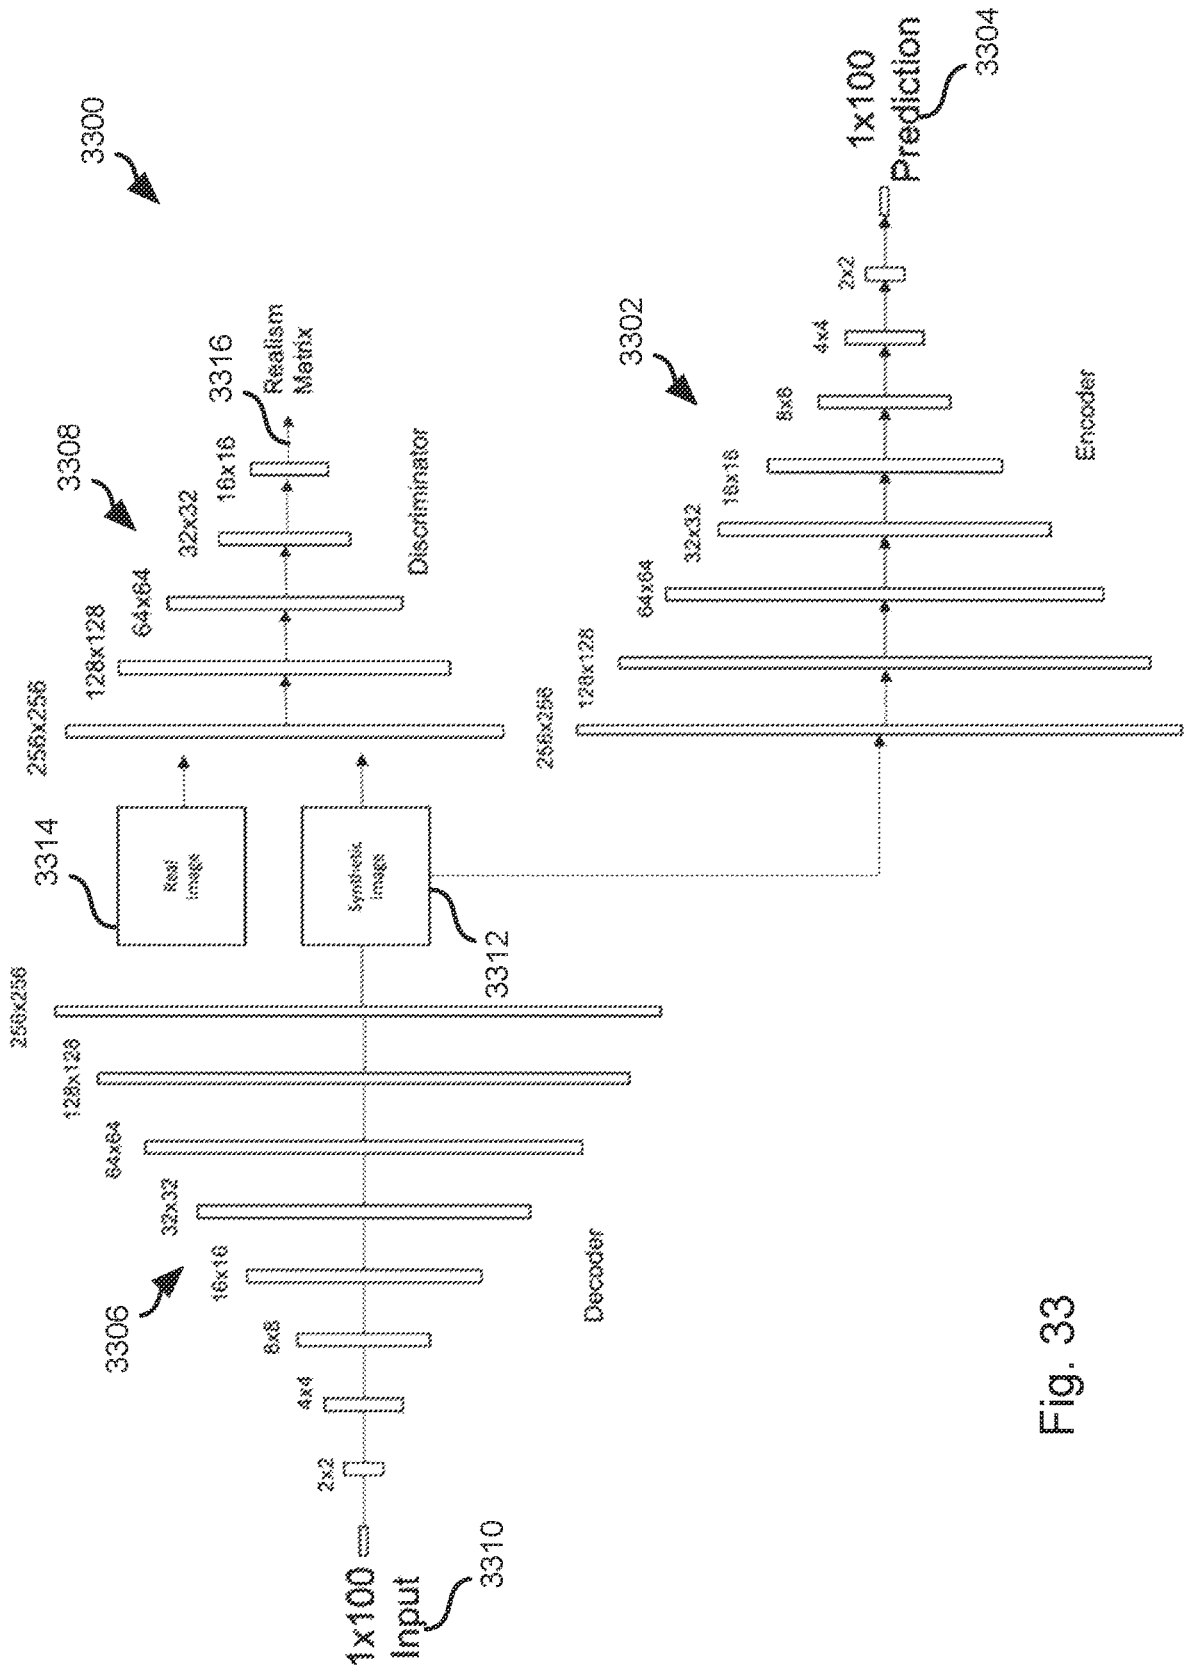 3300
3308
256x256
128x128
64x64
32x32
16x16
3316
Realism
Matrix
Discriminator
3314
Real
image
Synthetic
image
3312
256x256
128x128
64x64
32x32
16x16
8x8
4x4
2x2
3306
Decoder
1x100
Input
3310
3302
256x256
128x128
64x64
32x32
16x16
8x8
4x4
2x2
Encoder
1x100
Prediction
3304
Fig. 33